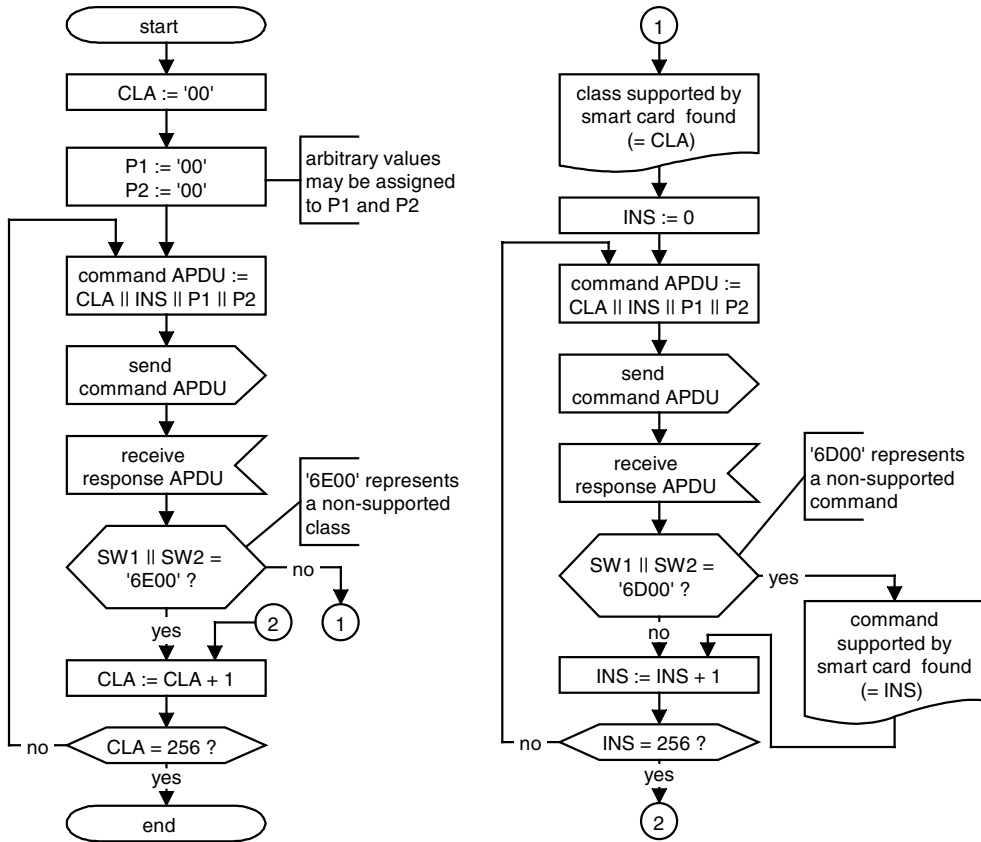 start
CLA := '00'
P1 := '00'
P2 := '00'
arbitrary values
may be assigned
to P1 and P2
command APDU :=
CLA || INS || P1 || P2
send
command APDU
receive
response APDU
'6E00' represents
a non-supported
class
SW1 || SW2 =
'6E00' ?
no
1
yes
2
CLA := CLA + 1
no
CLA = 256 ?
yes
end
1
class supported by
smart card found
(= CLA)
INS := 0
command APDU :=
CLA || INS || P1 || P2
send
command APDU
receive
response APDU
'6D00' represents
a non-supported
command
SW1 || SW2 =
'6D00' ?
yes
no
command
supported by
smart card found
(= INS)
INS := INS + 1
no
INS = 256 ?
yes
2